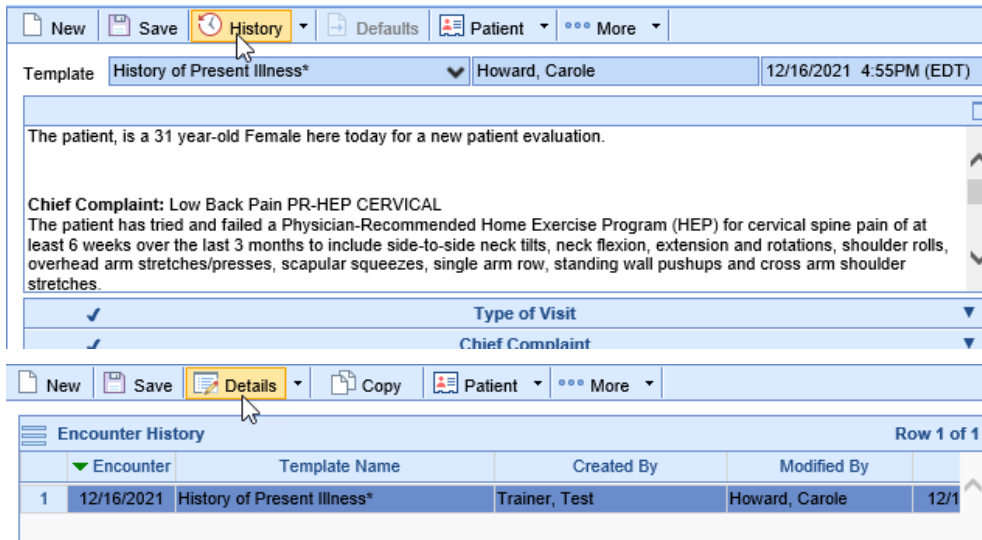 New Save History Defaults Patient More
Template History of Present Illness* Howard, Carole 12/16/2021 4:55PM (EDT)
The patient, is a 31 year-old Female here today for a new patient evaluation.
Chief Complaint: Low Back Pain PR-HEP CERVICAL
The patient has tried and failed a Physician-Recommended Home Exercise Program (HEP) for cervical spine pain of at
least 6 weeks over the last 3 months to include side-to-side neck tilts, neck flexion, extension and rotations, shoulder rolls,
overhead arm stretches/presses, scapular squeezes, single arm row, standing wall pushups and cross arm shoulder
stretches.
Type of Visit
Chief Complaint
New Save Details Copy Patient More
Encounter History Row 1 of 1
Encounter Template Name Created By Modified By
1 12/16/2021 History of Present Illness* Trainer, Test Howard, Carole 12/1